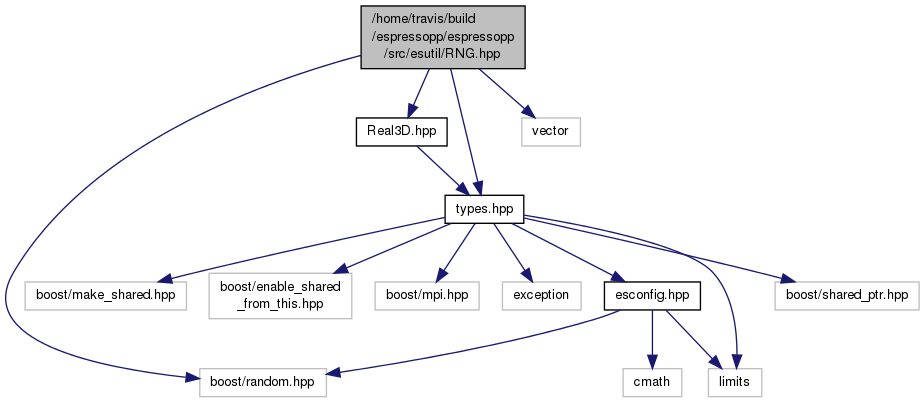 /home/travis/build
/espressopp/espressopp
/src/esutil/RNG.hpp
Real3D.hpp
vector
types.hpp
boost/make_shared.hpp
boost/enable_shared
_from_this.hpp
boost/mpi.hpp
exception
esconfig.hpp
boost/shared_ptr.hpp
boost/random.hpp
cmath
limits